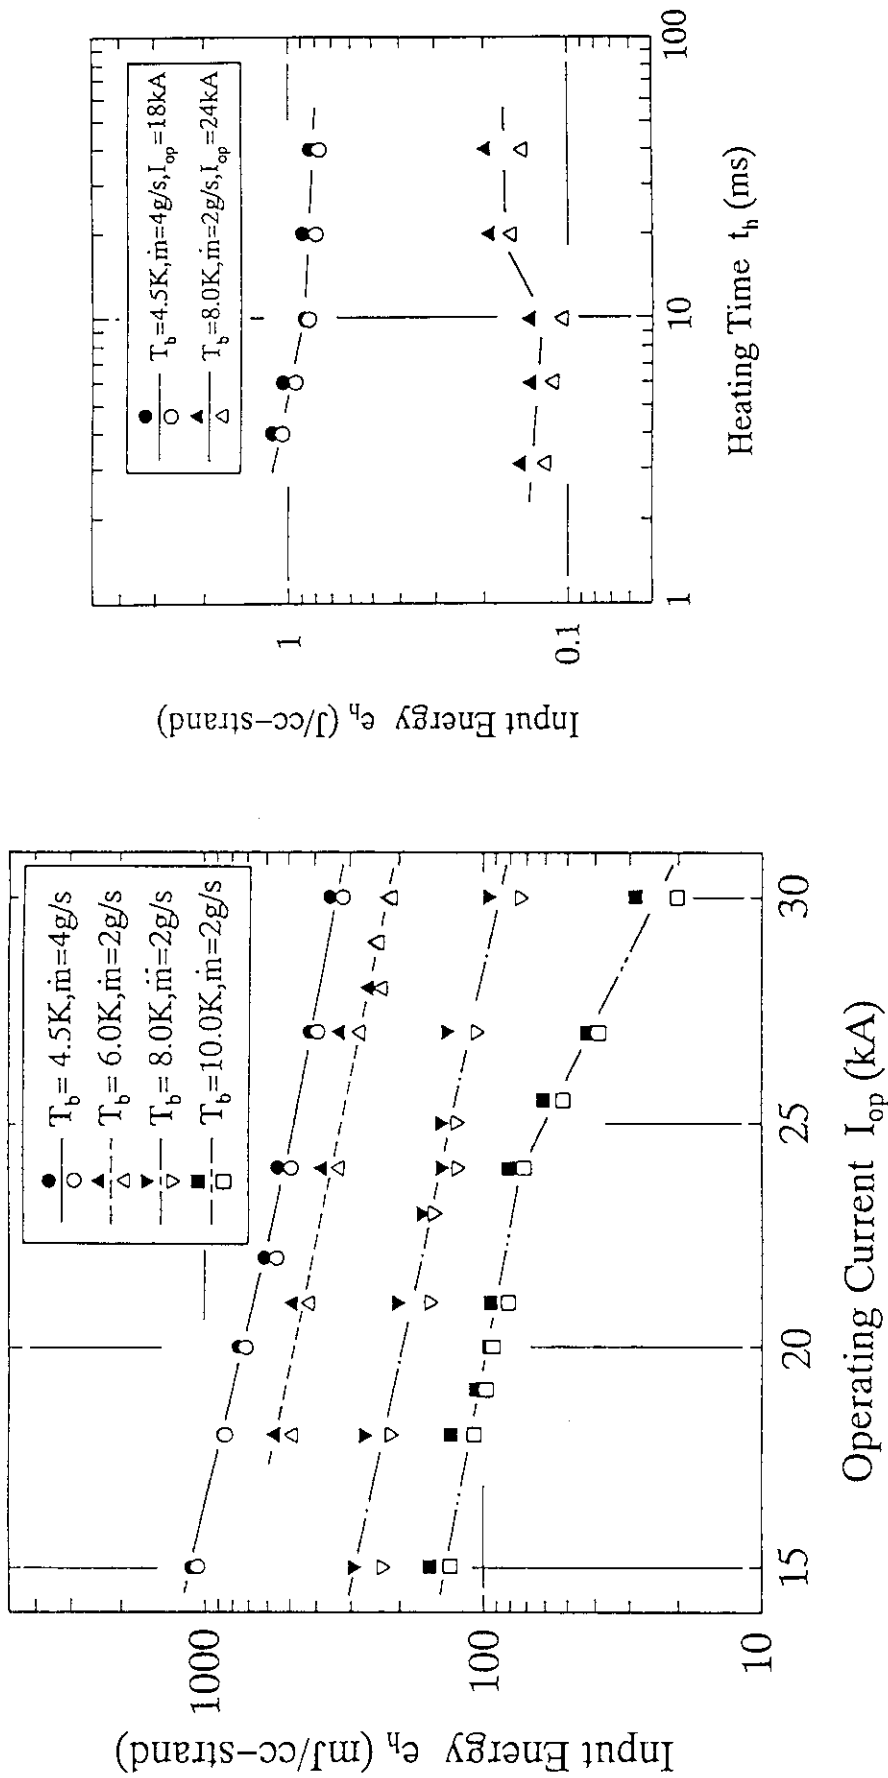 T_b= 4.5K,ṁ=4g/s
T_b= 6.0K,ṁ=2g/s
T_b= 8.0K,ṁ=2g/s
T_b=10.0K,ṁ=2g/s
1000
100
10
15
20
25
30
Input Energy e_h (mJ/cc-strand)
Operating Current I_op (kA)
T_b=4.5K,ṁ=4g/s,I_op=18kA
T_b=8.0K,ṁ=2g/s,I_op=24kA
1
0.1
1
10
100
Input Energy e_h (J/cc-strand)
Heating Time t_h (ms)